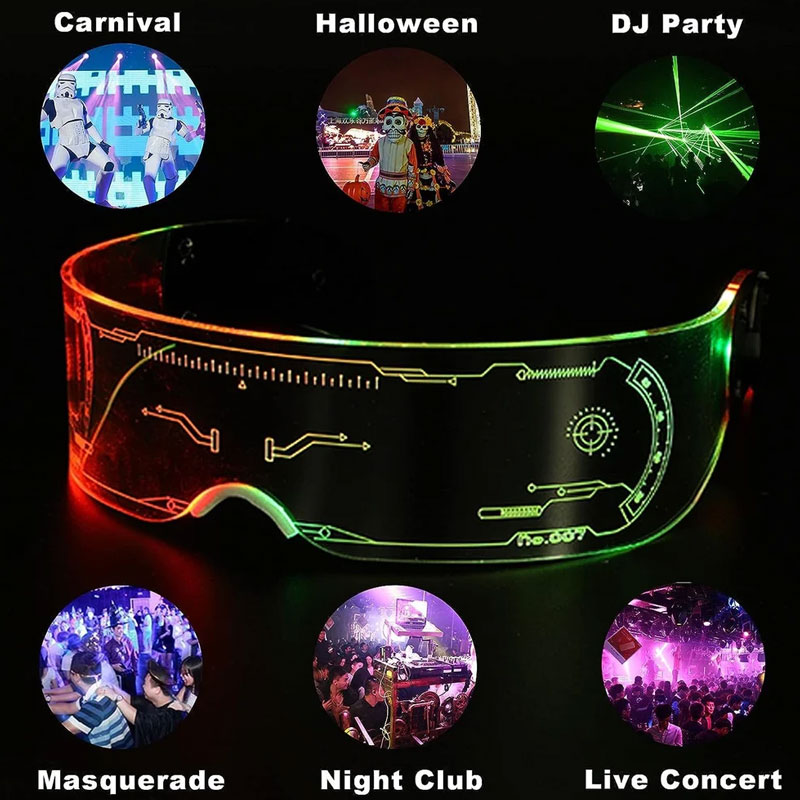 Carnival
Halloween
DJ Party
no.007
Masquerade
Night Club
Live Concert